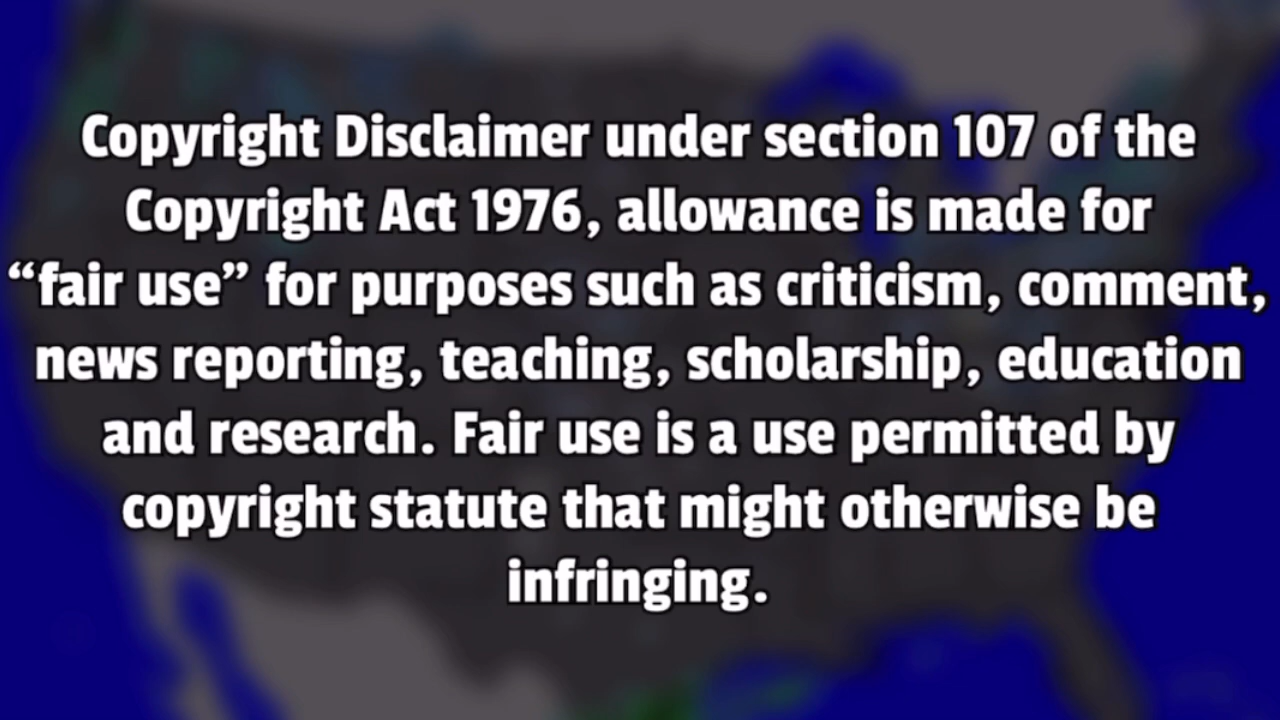 Copyright Disclaimer under section 107 of the
Copyright Act 1976, allowance is made for
“fair use” for purposes such as criticism, comment,
news reporting, teaching, scholarship, education
and research. Fair use is a use permitted by
copyright statute that might otherwise be
infringing.